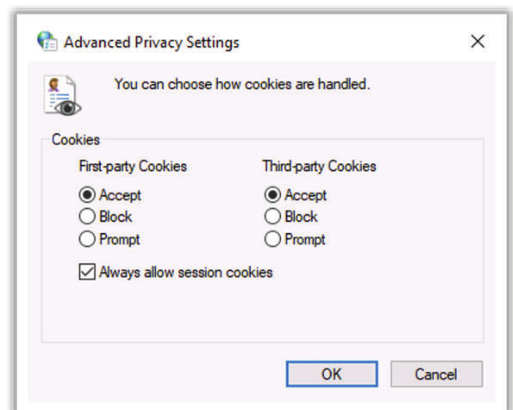 Advanced Privacy Settings
You can choose how cookies are handled.
Cookies
First-party Cookies
Third-party Cookies
Accept
Accept
Block
Block
Prompt
Prompt
Always allow session cookies
OK
Cancel